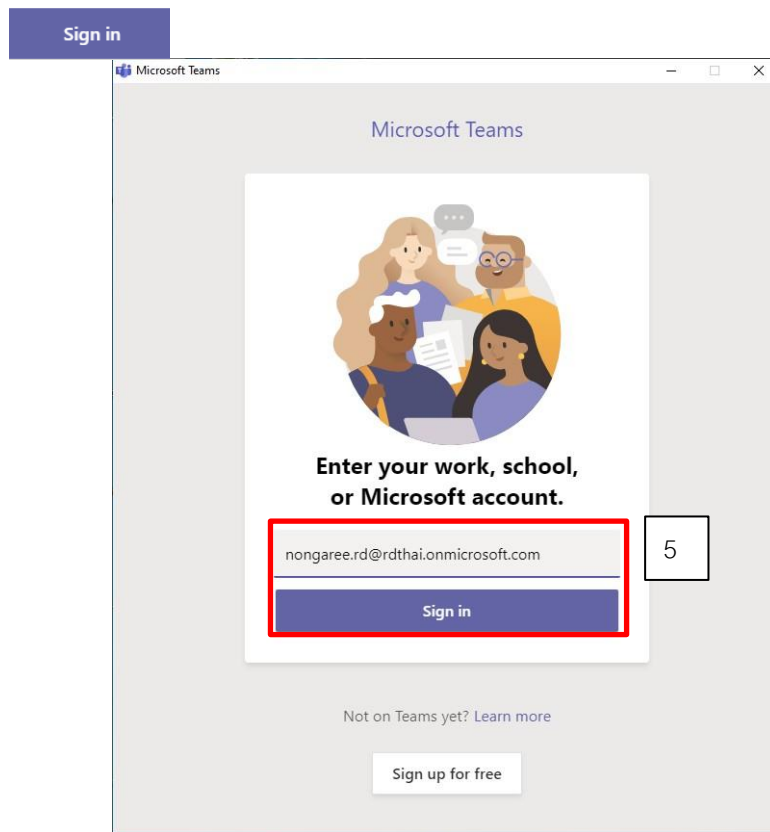 Sign in
Microsoft Teams
Microsoft Teams
Enter your work, school,
or Microsoft account.
nongaree.rd@rdthai.onmicrosoft.com
5
Sign in
Not on Teams yet? Learn more
Sign up for free